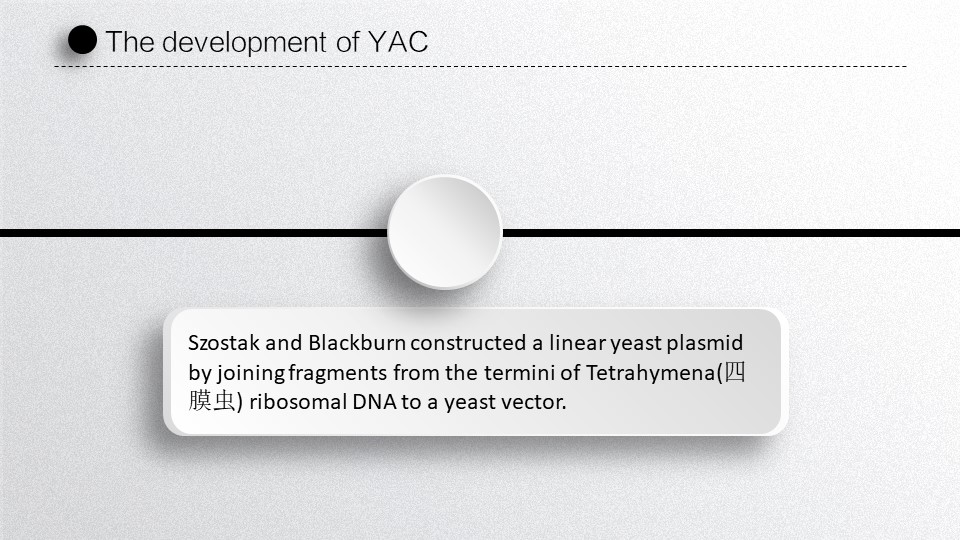 The development of YAC
Szostak and Blackburn constructed a linear yeast plasmid
by joining fragments from the termini of Tetrahymena(四
膜虫) ribosomal DNA to a yeast vector.